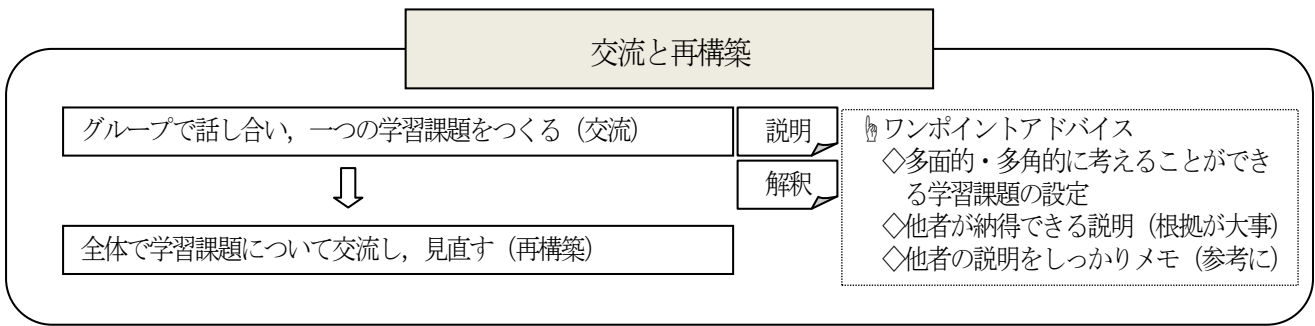 交流と再構築
グループで話し合い，一つの学習課題をつくる（交流）
説明
解釈
全体で学習課題について交流し，見直す（再構築）
☝ワンポイントアドバイス
◇多面的・多角的に考えることができ
る学習課題の設定
◇他者が納得できる説明（根拠が大事）
◇他者の説明をしっかりメモ（参考に）